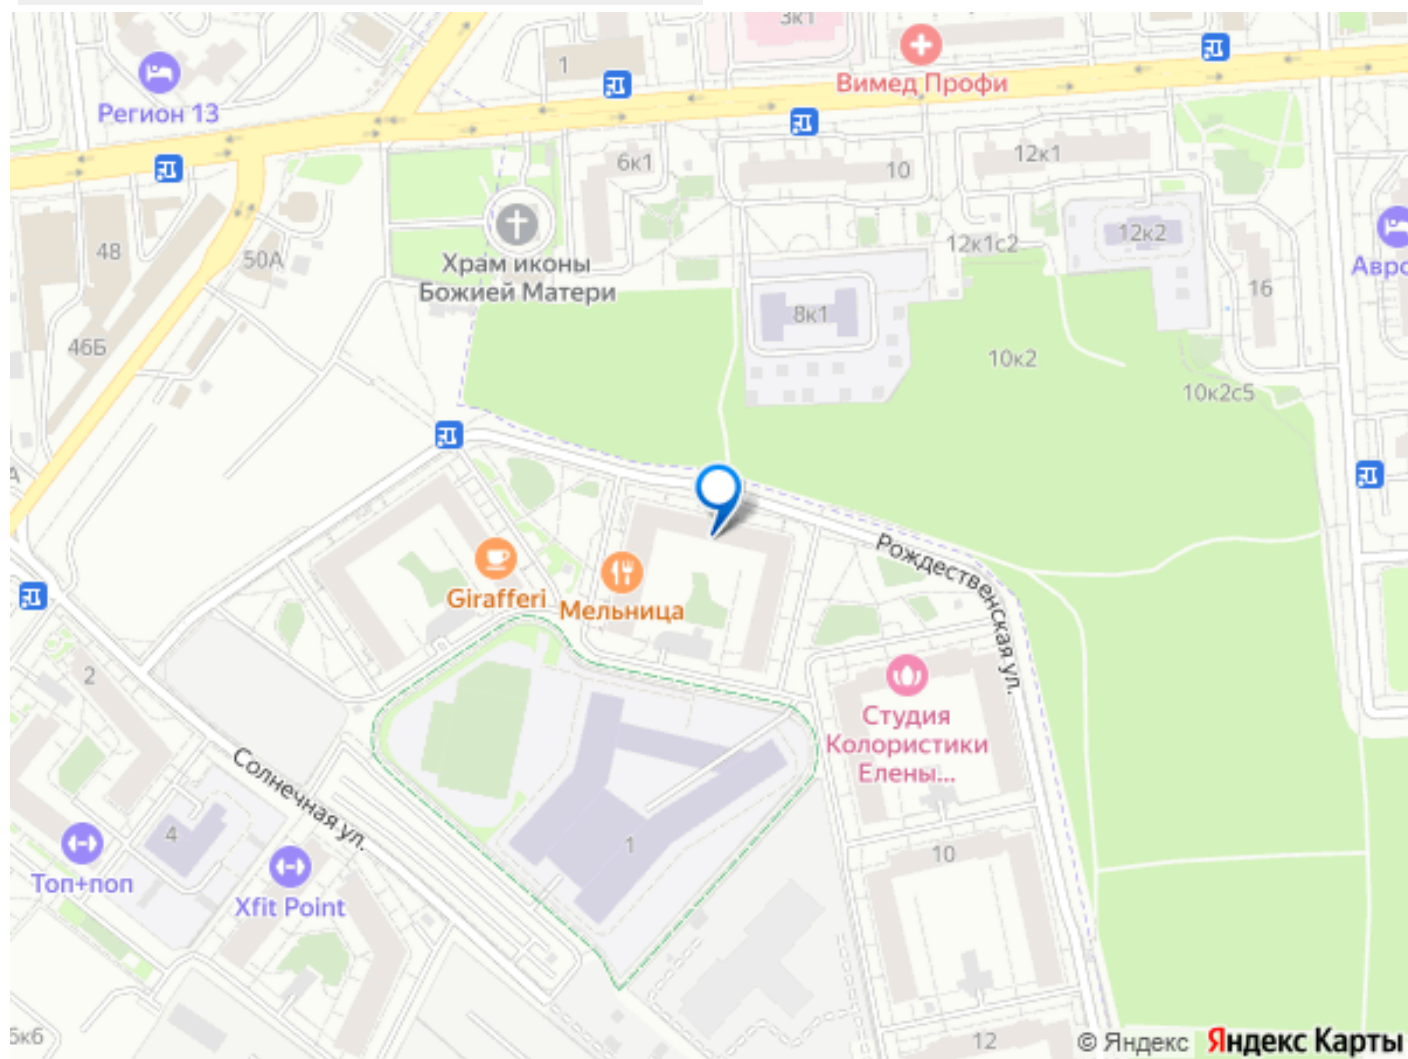 3к1
1
Вимед Профи
Регион 13
6к1
10
12к1
48
50А
Храм иконы
Божией Матери
12к1с2
12к2
Авро
16
46Б
8к1
10к2
10к2с5
А
Рождественская ул.
Girafferi
Мельница
2
Студия
Колористики
Елены...
Солнечная ул.
4
1
10
Топ+поп
Xfit Point
12
© Яндекс
Яндекс Карты